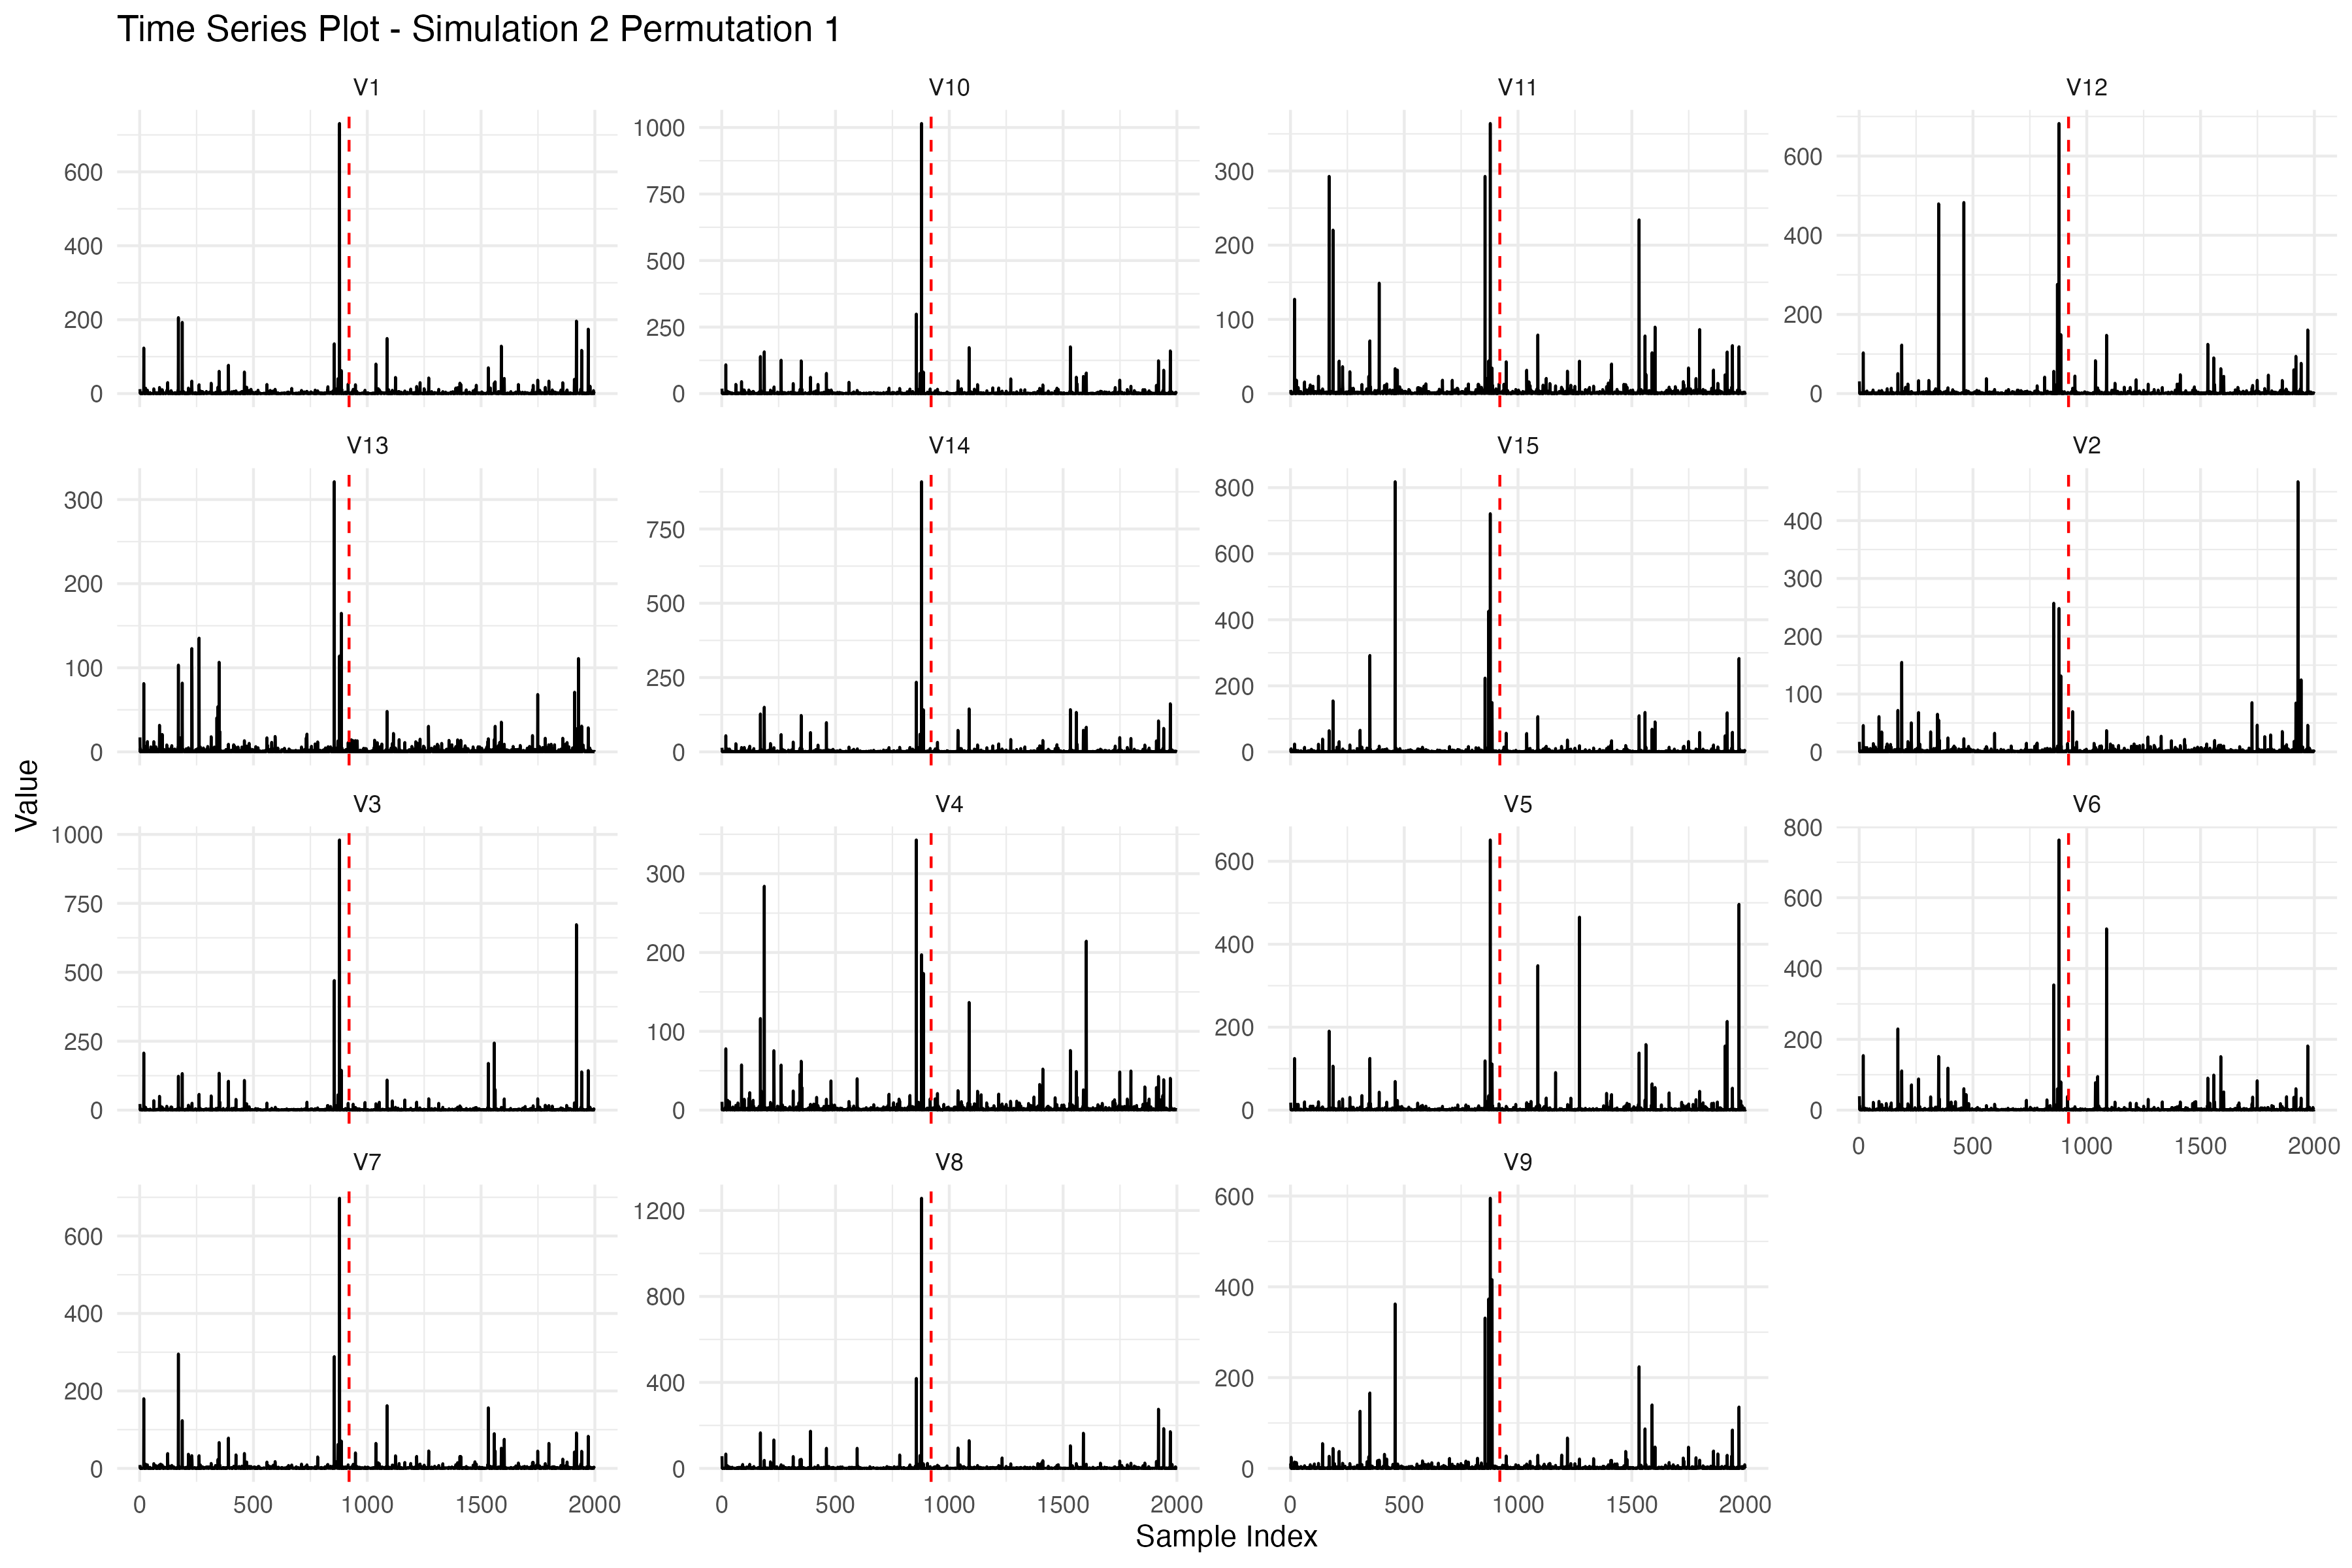 Time Series Plot - Simulation 2 Permutation 1
V1
V10
V11
V12
600
400
200
0
1000
750
500
250
0
300
200
100
0
600
400
200
0
V13
V14
V15
V2
300
200
100
0
750
500
250
0
800
600
400
200
0
400
300
200
100
0
Value
V3
V4
V5
V6
1000
750
500
250
0
300
200
100
0
600
400
200
0
800
600
400
200
0
0 500 1000 1500 2000
V7
V8
V9
600
400
200
0
1200
800
400
0
600
400
200
0
0 500 1000 1500 2000
0 500 1000 1500 2000
0 500 1000 1500 2000
Sample Index